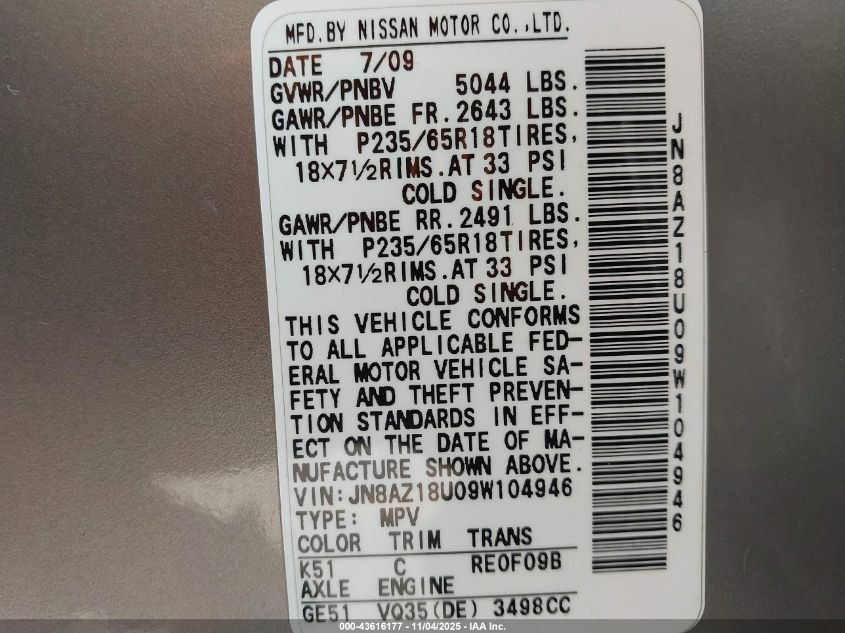 MFD.BY NISSAN MOTOR CO.,LTD.
DATE 7/09
GVWR/PNBV 5044 LBS.
GAWR/PNBE FR.2643 LBS.
WITH P235/65R18TIRES,
18X7 1/2RIMS.AT 33 PSI
COLD SINGLE.
GAWR/PNBE RR.2491 LBS.
WITH P235/65R18TIRES,
18X7 1/2RIMS.AT 33 PSI
COLD SINGLE.
THIS VEHICLE CONFORMS
TO ALL APPLICABLE FED-
ERAL MOTOR VEHICLE SA-
FETY AND THEFT PREVEN-
TION STANDARDS IN EFF-
ECT ON THE DATE OF MA-
NUFACTURE SHOWN ABOVE.
VIN:JN8AZ18U09W104946
TYPE: MPV
COLOR TRIM TRANS
K51 C RE0F09B
AXLE ENGINE
GE51 VQ35(DE) 3498CC
JN8AZ18U09W104946
000-43616177 - 11/04/2025 - IAA Inc.